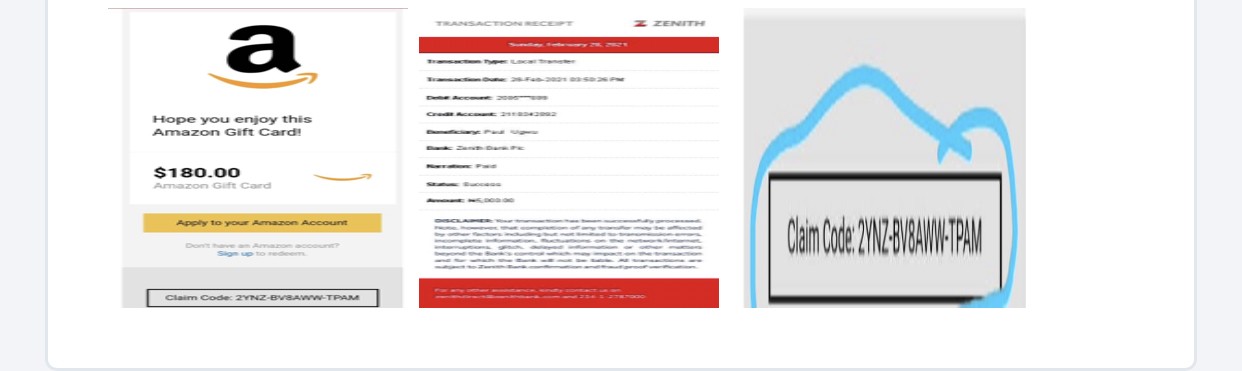 a
Hope you enjoy this
Amazon Gift Card!
$180.00
Amazon Gift Card
Apply to your Amazon Account
Don't have an Amazon account?
Sign up to redeem.
Claim Code: 2YNZ-BV8AWW-TPAM
TRANSACTION RECEIPT
ZENITH
Sunday, February 28, 2021
Transaction Type: Local Transfer
Transaction Date: 28-Feb-2021 03:50:26 PM
Debit Account:
Credit Account:
Beneficiary: Paul Ugwu
Bank: Zenith Bank Plc
Narration: Paid
Status: Success
Amount: ₦5,000.00
DISCLAIMER: Your transaction has been successfully processed.
Note, however, that completion of any transfer may be affected
by other factors including but not limited to transmission errors,
incomplete information, fluctuations on the network/internet,
interruptions, glitch, delayed information or other matters
beyond the Bank's control which may impact on the transaction
and for which the Bank will not be liable. All transactions are
subject to Zenith Bank confirmation and fraud proof verification.
For any other assistance, kindly contact us on
zenithdirect@zenithbank.com and 234-1-2787000
Claim Code: 2YNZ-BV8AWW-TPAM